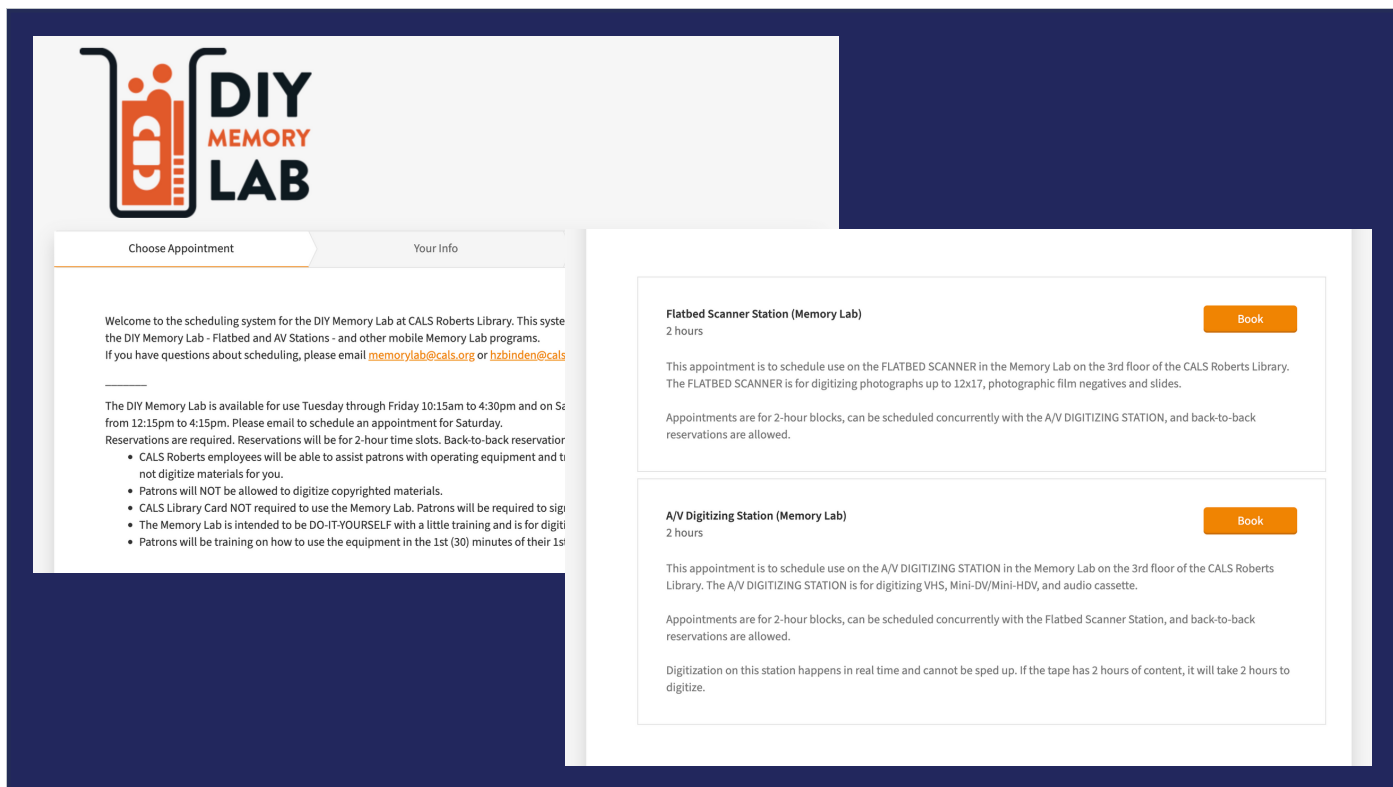 DIY
MEMORY
LAB
Choose Appointment
Your Info
Welcome to the scheduling system for the DIY Memory Lab at CALS Roberts Library. This
the DIY Memory Lab - Flatbed and AV Stations - and other mobile Memory Lab programs.
If you have questions about scheduling, please email memorylab@cals.org or hzbinden@cals
The DIY Memory Lab is available for use Tuesday through Friday 10:15am to 4:30pm and on
from 12:15pm to 4:15pm. Please email to schedule an appointment for Saturday.
Reservations are required. Reservations will be for 2-hour time slots. Back-to-back reservation
• CALS Roberts employees will be able to assist patrons with operating equipment and
not digitize materials for you.
• Patrons will NOT be allowed to digitize copyrighted materials.
• CALS Library Card NOT required to use the Memory Lab. Patrons will be required to
• The Memory Lab is intended to be DO-IT-YOURSELF with a little training and is for
• Patrons will be training on how to use the equipment in the 1st (30) minutes of their
Flatbed Scanner Station (Memory Lab)
Book
2 hours
This appointment is to schedule use on the FLATBED SCANNER in the Memory Lab on the 3rd floor of the CALS Roberts Library.
The FLATBED SCANNER is for digitizing photographs up to 12x17, photographic film negatives and slides.
Appointments are for 2-hour blocks, can be scheduled concurrently with the A/V DIGITIZING STATION, and back-to-back
reservations are allowed.
A/V Digitizing Station (Memory Lab)
Book
2 hours
This appointment is to schedule use on the A/V DIGITIZING STATION in the Memory Lab on the 3rd floor of the CALS Roberts
Library. The A/V DIGITIZING STATION is for digitizing VHS, Mini-DV/Mini-HDV, and audio cassette.
Appointments are for 2-hour blocks, can be scheduled concurrently with the Flatbed Scanner Station, and back-to-back
reservations are allowed.
Digitization on this station happens in real time and cannot be sped up. If the tape has 2 hours of content, it will take 2 hours to
digitize.